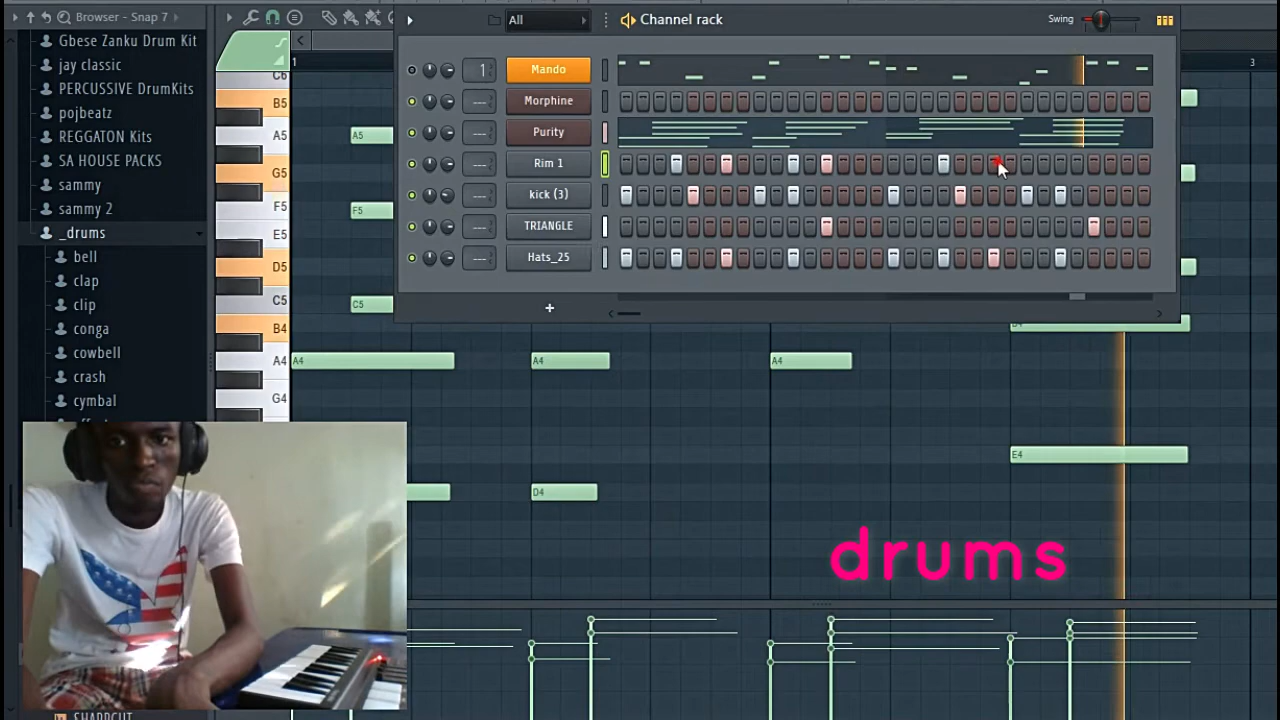 Browser - Snap 7
Gbese Zanku Drum Kit
jay classic
PERCUSSIVE DrumKits
pojbeatz
REGGATON Kits
SA HOUSE PACKS
sammy
sammy 2
_drums
bell
clap
clip
conga
cowbell
crash
cymbal
All
Channel rack
Swing
1
Mando
Morphine
Purity
Rim 1
kick (3)
TRIANGLE
Hats_25
+
1
3
C6
B5
A5
G5
F5
E5
D5
C5
B4
A4
G4
A5
F5
C5
A4
A4
A4
E4
D4
drums